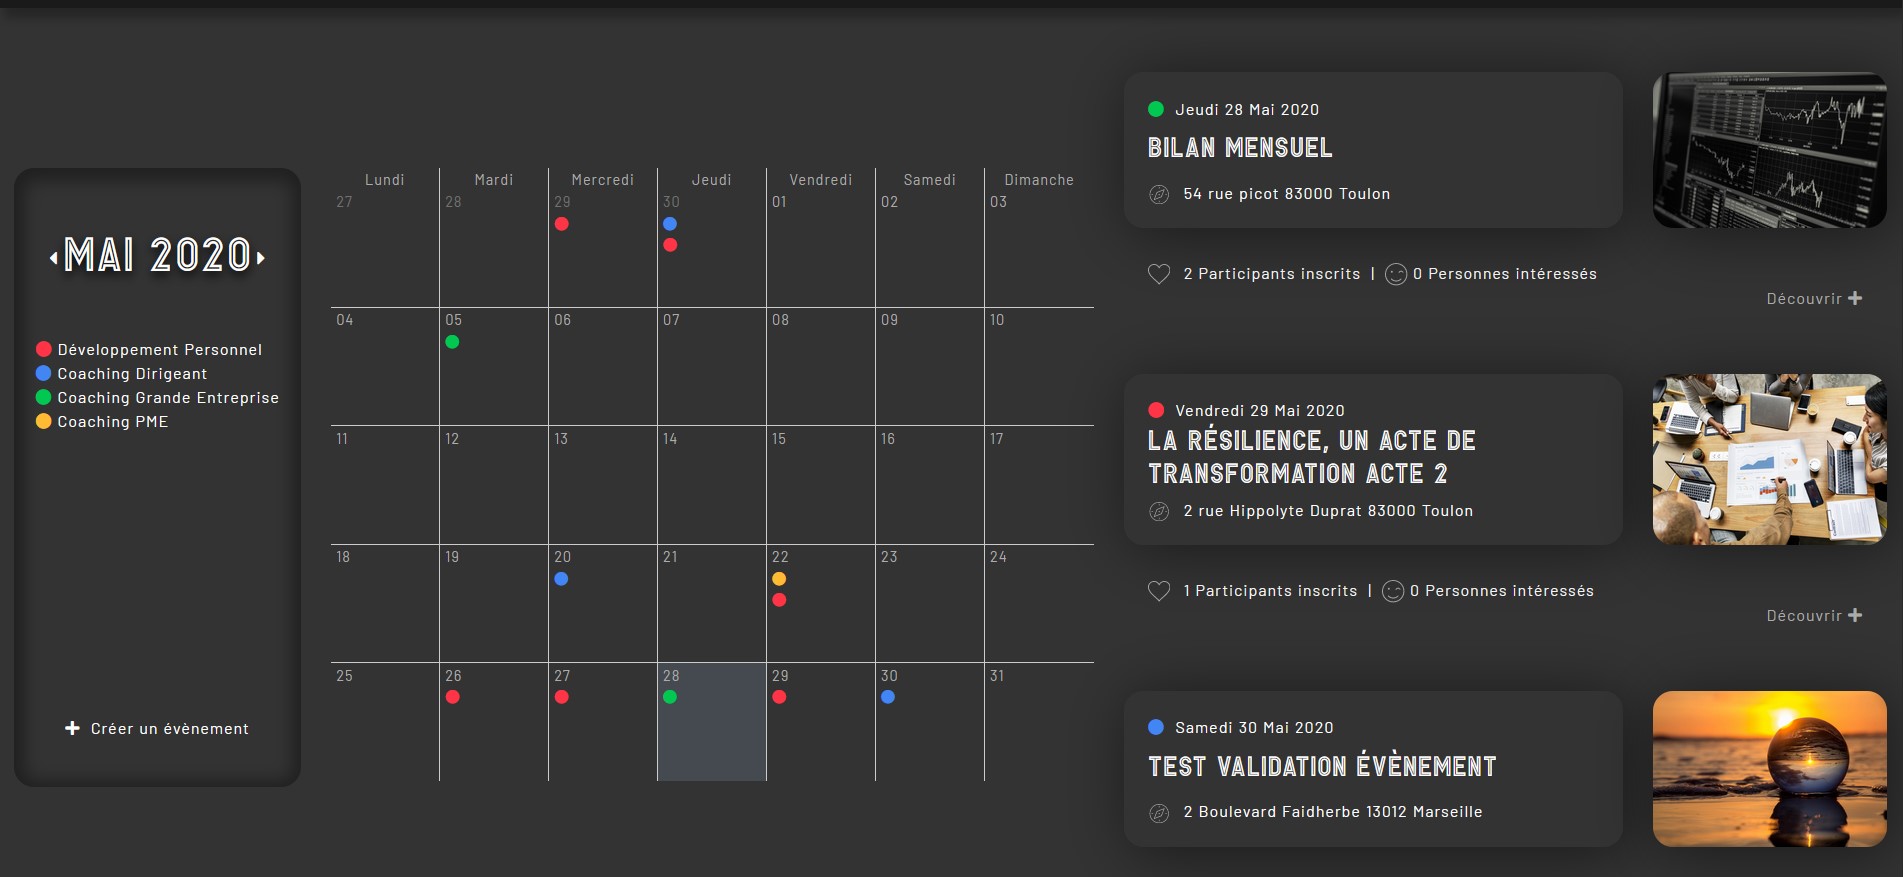 MAI 2020
Développement Personnel
Coaching Dirigeant
Coaching Grande Entreprise
Coaching PME
Créer un évènement
Lundi Mardi Mercredi Jeudi Vendredi Samedi Dimanche
27 28 29 30 01 02 03
04 05 06 07 08 09 10
11 12 13 14 15 16 17
18 19 20 21 22 23 24
25 26 27 28 29 30 31
Jeudi 28 Mai 2020
BILAN MENSUEL
54 rue picot 83000 Toulon
2 Participants inscrits | 0 Personnes intéressés
Découvrir
Vendredi 29 Mai 2020
LA RÉSILIENCE, UN ACTE DE
TRANSFORMATION ACTE 2
2 rue Hippolyte Duprat 83000 Toulon
1 Participants inscrits | 0 Personnes intéressés
Découvrir
Samedi 30 Mai 2020
TEST VALIDATION ÉVÈNEMENT
2 Boulevard Faidherbe 13012 Marseille